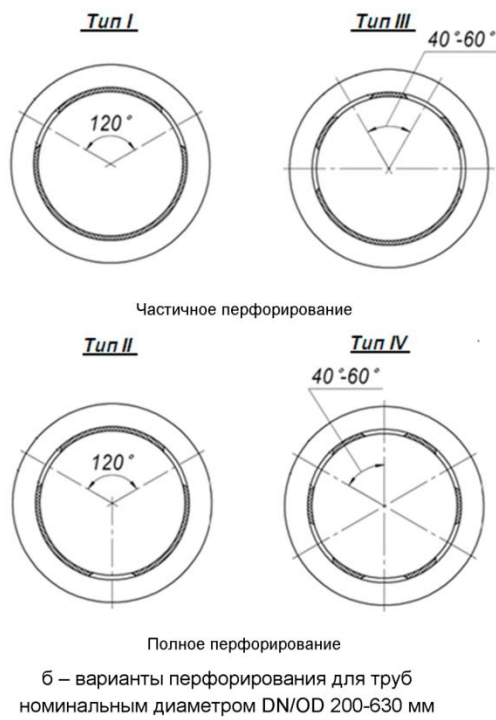 Тип I
Тип III
40°-60°
120°
Частичное перфорирование
Тип II
Тип IV
40°-60°
120°
Полное перфорирование
б – варианты перфорирования для труб
номинальным диаметром DN/OD 200-630 мм